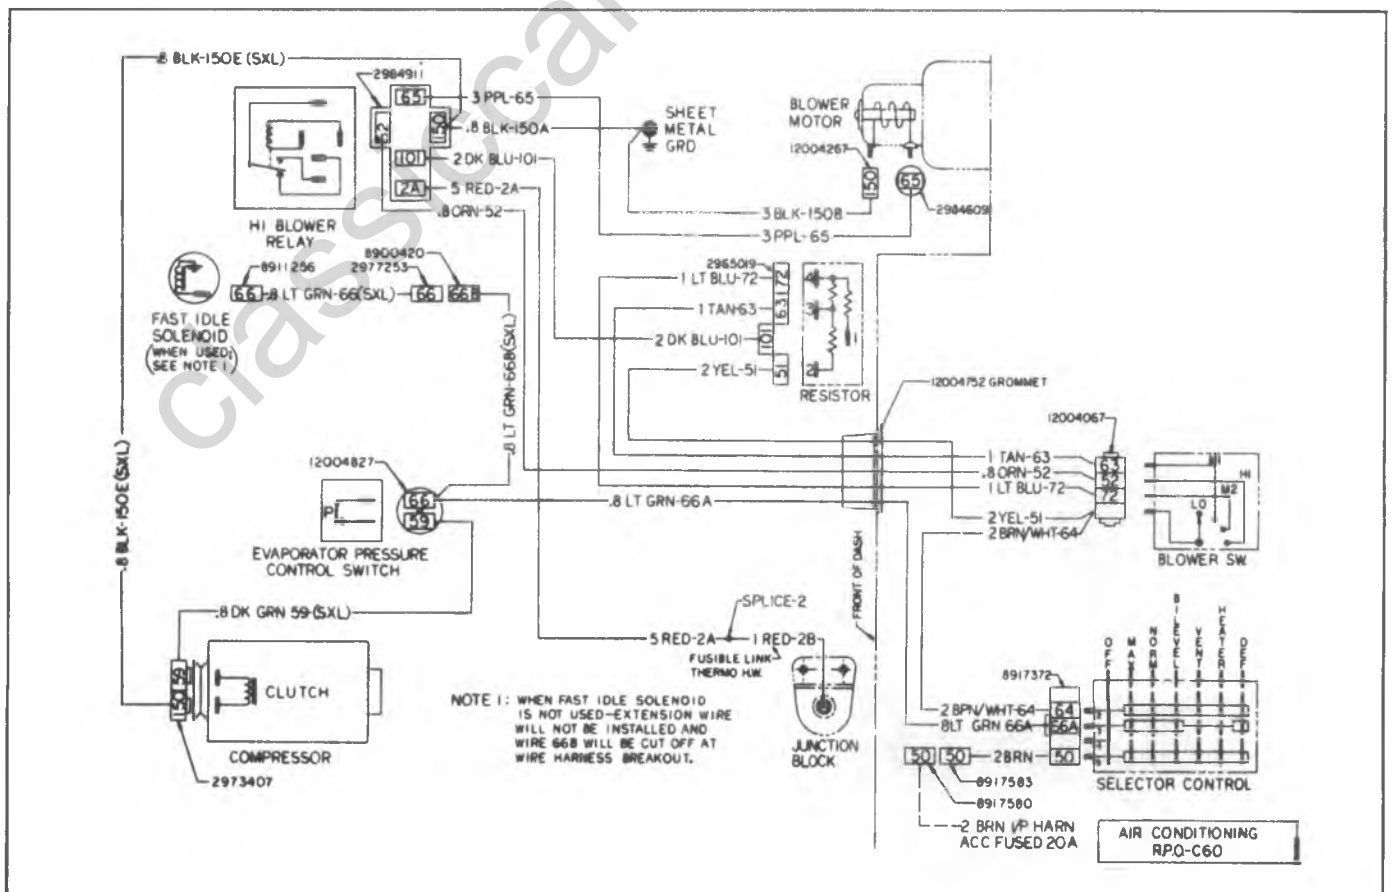 .8 BLK-150E (SXL)
2984911
65
3 PPL-65
52
150
.8 BLK-150A
SHEET
METAL
GRD
BLOWER
MOTOR
12004267
101
2 DK BLU-101
2A
5 RED-2A
.8 ORN-52
150
65
2984609
3 BLK-150B
3 PPL-65
HI BLOWER
RELAY
8911256
2977253
8900420
66
.8 LT GRN-66(SXL)
66
66B
FAST IDLE
SOLENOID
(WHEN USED;
SEE NOTE 1)
2965019
1 LT BLU-72
72
4
1 TAN-63
63
3
2 DK BLU-101
101
1
2 YEL-51
51
2
RESISTOR
.8 LT GRN-66B(SXL)
12004752 GROMMET
12004067
1 TAN-63
63
.8 ORN-52
52
1 LT BLU-72
72
2 YEL-51
2 BRN/WHT-64
M1
HI
M2
LO
BLOWER SW.
12004827
66
59
P
.8 LT GRN-66A
EVAPORATOR PRESSURE
CONTROL SWITCH
.8 BLK-150E(SXL)
FRONT OF DASH
.8 DK GRN 59-(SXL)
SPLICE-2
5 RED-2A
1 RED-2B
FUSIBLE LINK
THERMO H.W.
59
CLUTCH
COMPRESSOR
2973407
NOTE 1: WHEN FAST IDLE SOLENOID
IS NOT USED-EXTENSION WIRE
WILL NOT BE INSTALLED AND
WIRE 66B WILL BE CUT OFF AT
WIRE HARNESS BREAKOUT.
JUNCTION
BLOCK
OFF
MAX
NORM
BILEVEL
VENT
HEATER
DEF
8917372
2 BRN/WHT-64
64
.8LT GRN 66A
66A
50
50
2BRN
50
8917583
8917580
SELECTOR CONTROL
2 BRN I/P HARN
ACC FUSED 20A
AIR CONDITIONING
R.P.O.-C60
classiccar